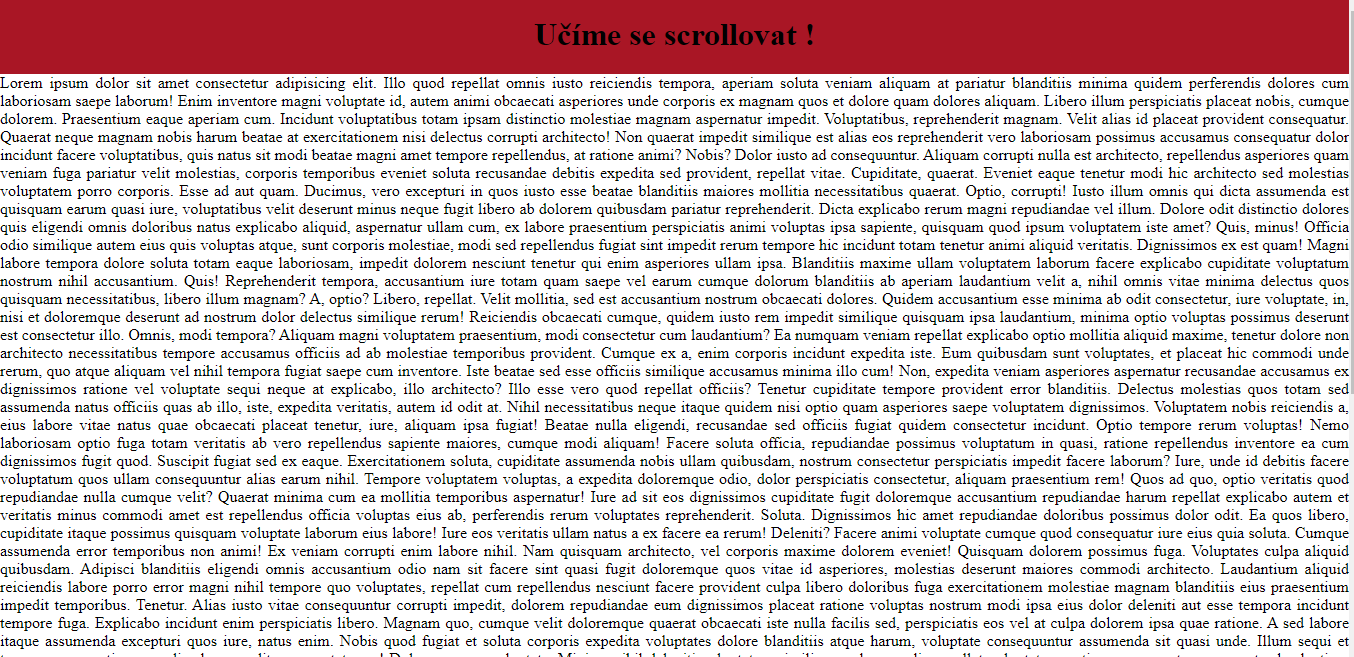 Učíme se scrollovat !
Lorem ipsum dolor sit amet consectetur adipisicing elit. Illo quod repellat omnis iusto reiciendis tempora, aperiam soluta veniam aliquam at pariatur blanditiis minima quidem perferendis dolores cum
laboriosam saepe laborum! Enim inventore magni voluptate id, autem animi obcaecati asperiores unde corporis ex magnam quos et dolore quam dolores aliquam. Libero illum perspiciatis placeat nobis, cumque
dolorem. Praesentium eaque aperiam cum. Incidunt voluptatibus totam ipsam distinctio molestiae magnam aspernatur impedit. Voluptatibus, reprehenderit magnam. Velit alias id placeat provident consequatur.
Quaerat neque magnam nobis harum beatae at exercitationem nisi delectus corrupti architecto! Non quaerat impedit similique est alias eos reprehenderit vero laboriosam possimus accusamus consequatur dolor
incidunt facere voluptatibus, quis natus sit modi beatae magni amet tempore repellendus, at ratione animi? Nobis? Dolor iusto ad consequuntur. Aliquam corrupti nulla est architecto, repellendus asperiores quam
veniam fuga pariatur velit molestias, corporis temporibus eveniet soluta recusandae debitis expedita sed provident, repellat vitae. Cupiditate, quaerat. Eveniet eaque tenetur modi hic architecto sed molestias
voluptatem porro corporis. Esse ad aut quam. Ducimus, vero excepturi in quos iusto esse beatae blanditiis maiores mollitia necessitatibus quaerat. Optio, corrupti! Iusto illum omnis qui dicta assumenda est
quisquam earum quasi iure, voluptatibus velit deserunt minus neque fugit libero ab dolorem quibusdam pariatur reprehenderit. Dicta explicabo rerum magni repudiandae vel illum. Dolore odit distinctio dolores
quis eligendi omnis doloribus natus explicabo aliquid, aspernatur ullam cum, ex labore praesentium perspiciatis animi voluptas ipsa sapiente, quisquam quod ipsum voluptatem iste amet? Quis, minus! Officia
odio similique autem eius quis voluptas atque, sunt corporis molestiae, modi sed repellendus fugiat sint impedit rerum tempore hic incidunt totam tenetur animi aliquid veritatis. Dignissimos ex est quam! Magni
labore tempora dolore soluta totam eaque laboriosam, impedit dolorem nesciunt tenetur qui enim asperiores ullam ipsa. Blanditiis maxime ullam voluptatem laborum facere explicabo cupiditate voluptatum
nostrum nihil accusantium. Quis! Reprehenderit tempora, accusantium iure totam quam saepe vel earum cumque dolorum blanditiis ab aperiam laudantium velit a, nihil omnis vitae minima delectus quos
quisquam necessitatibus, libero illum magnam? A, optio? Libero, repellat. Velit mollitia, sed est accusantium nostrum obcaecati dolores. Quidem accusantium esse minima ab odit consectetur, iure voluptate, in,
nisi et doloremque deserunt ad nostrum dolor delectus similique rerum! Reiciendis obcaecati cumque, quidem iusto rem impedit similique quisquam ipsa laudantium, minima optio voluptas possimus deserunt
est consectetur illo. Omnis, modi tempora? Aliquam magni voluptatem praesentium, modi consectetur cum laudantium? Ea numquam veniam repellat explicabo optio mollitia aliquid maxime, tenetur dolore non
architecto necessitatibus tempore accusamus officiis ad ab molestiae temporibus provident. Cumque ex a, enim corporis incidunt expedita iste. Eum quibusdam sunt voluptates, et placeat hic commodi unde
rerum, quo atque aliquam vel nihil tempora fugiat saepe cum inventore. Iste beatae sed esse officiis similique accusamus minima illo cum! Non, expedita veniam asperiores aspernatur recusandae accusamus ex
dignissimos ratione vel voluptate sequi neque at explicabo, illo architecto? Illo esse vero quod repellat officiis? Tenetur cupiditate tempore provident error blanditiis. Delectus molestias quos totam sed
assumenda natus officiis quas ab illo, iste, expedita veritatis, autem id odit at. Nihil necessitatibus neque itaque quidem nisi optio quam asperiores saepe voluptatem dignissimos. Voluptatem nobis reiciendis a,
eius labore vitae natus quae obcaecati placeat tenetur, iure, aliquam ipsa fugiat! Beatae nulla eligendi, recusandae sed officiis fugiat quidem consectetur incidunt. Optio tempore rerum voluptas! Nemo
laboriosam optio fuga totam veritatis ab vero repellendus sapiente maiores, cumque modi aliquam! Facere soluta officia, repudiandae possimus voluptatum in quasi, ratione repellendus inventore ea cum
dignissimos fugit quod. Suscipit fugiat sed ex eaque. Exercitationem soluta, cupiditate assumenda nobis ullam quibusdam, nostrum consectetur perspiciatis impedit facere laborum? Iure, unde id debitis facere
voluptatum quos ullam consequuntur alias earum nihil. Tempore voluptatem voluptas, a expedita doloremque odio, dolor perspiciatis consectetur, aliquam praesentium rem! Quos ad quo, optio veritatis quod
repudiandae nulla cumque velit? Quaerat minima cum ea mollitia temporibus aspernatur! Iure ad sit eos dignissimos cupiditate fugit doloremque accusantium repudiandae harum repellat explicabo autem et
veritatis minus commodi amet est repellendus officia voluptas eius ab, perferendis rerum voluptates reprehenderit. Soluta. Dignissimos hic amet repudiandae doloribus possimus dolor odit. Ea quos libero,
cupiditate itaque possimus quisquam voluptate laborum eius labore! Iure eos veritatis ullam natus a ex facere ea rerum! Deleniti? Facere animi voluptate cumque quod consequatur iure eius quia soluta. Cumque
assumenda error temporibus non animi! Ex veniam corrupti enim labore nihil. Nam quisquam architecto, vel corporis maxime dolorem eveniet! Quisquam dolorem possimus fuga. Voluptates culpa aliquid
quibusdam. Adipisci blanditiis eligendi omnis accusantium odio nam sit facere sint quasi fugit doloremque quos vitae id asperiores, molestias deserunt maiores commodi architecto. Laudantium aliquid
reiciendis labore porro error magni nihil tempore quo voluptates, repellat cum repellendus nesciunt facere provident culpa libero doloribus fuga exercitationem molestiae magnam blanditiis eius praesentium
impedit temporibus. Tenetur. Alias iusto vitae consequuntur corrupti impedit, dolorem repudiandae eum dignissimos placeat ratione voluptas nostrum modi ipsa eius dolor deleniti aut esse tempora incidunt
tempore fuga. Explicabo incidunt enim perspiciatis libero. Magnam quo, cumque velit doloremque quaerat obcaecati iste nulla facilis sed, perspiciatis eos vel at culpa dolorem ipsa quae ratione. A sed labore
itaque assumenda excepturi quos iure, natus enim. Nobis quod fugiat et soluta corporis expedita voluptates dolore blanditiis atque harum, voluptate consequuntur assumenda sit quasi unde. Illum sequi et